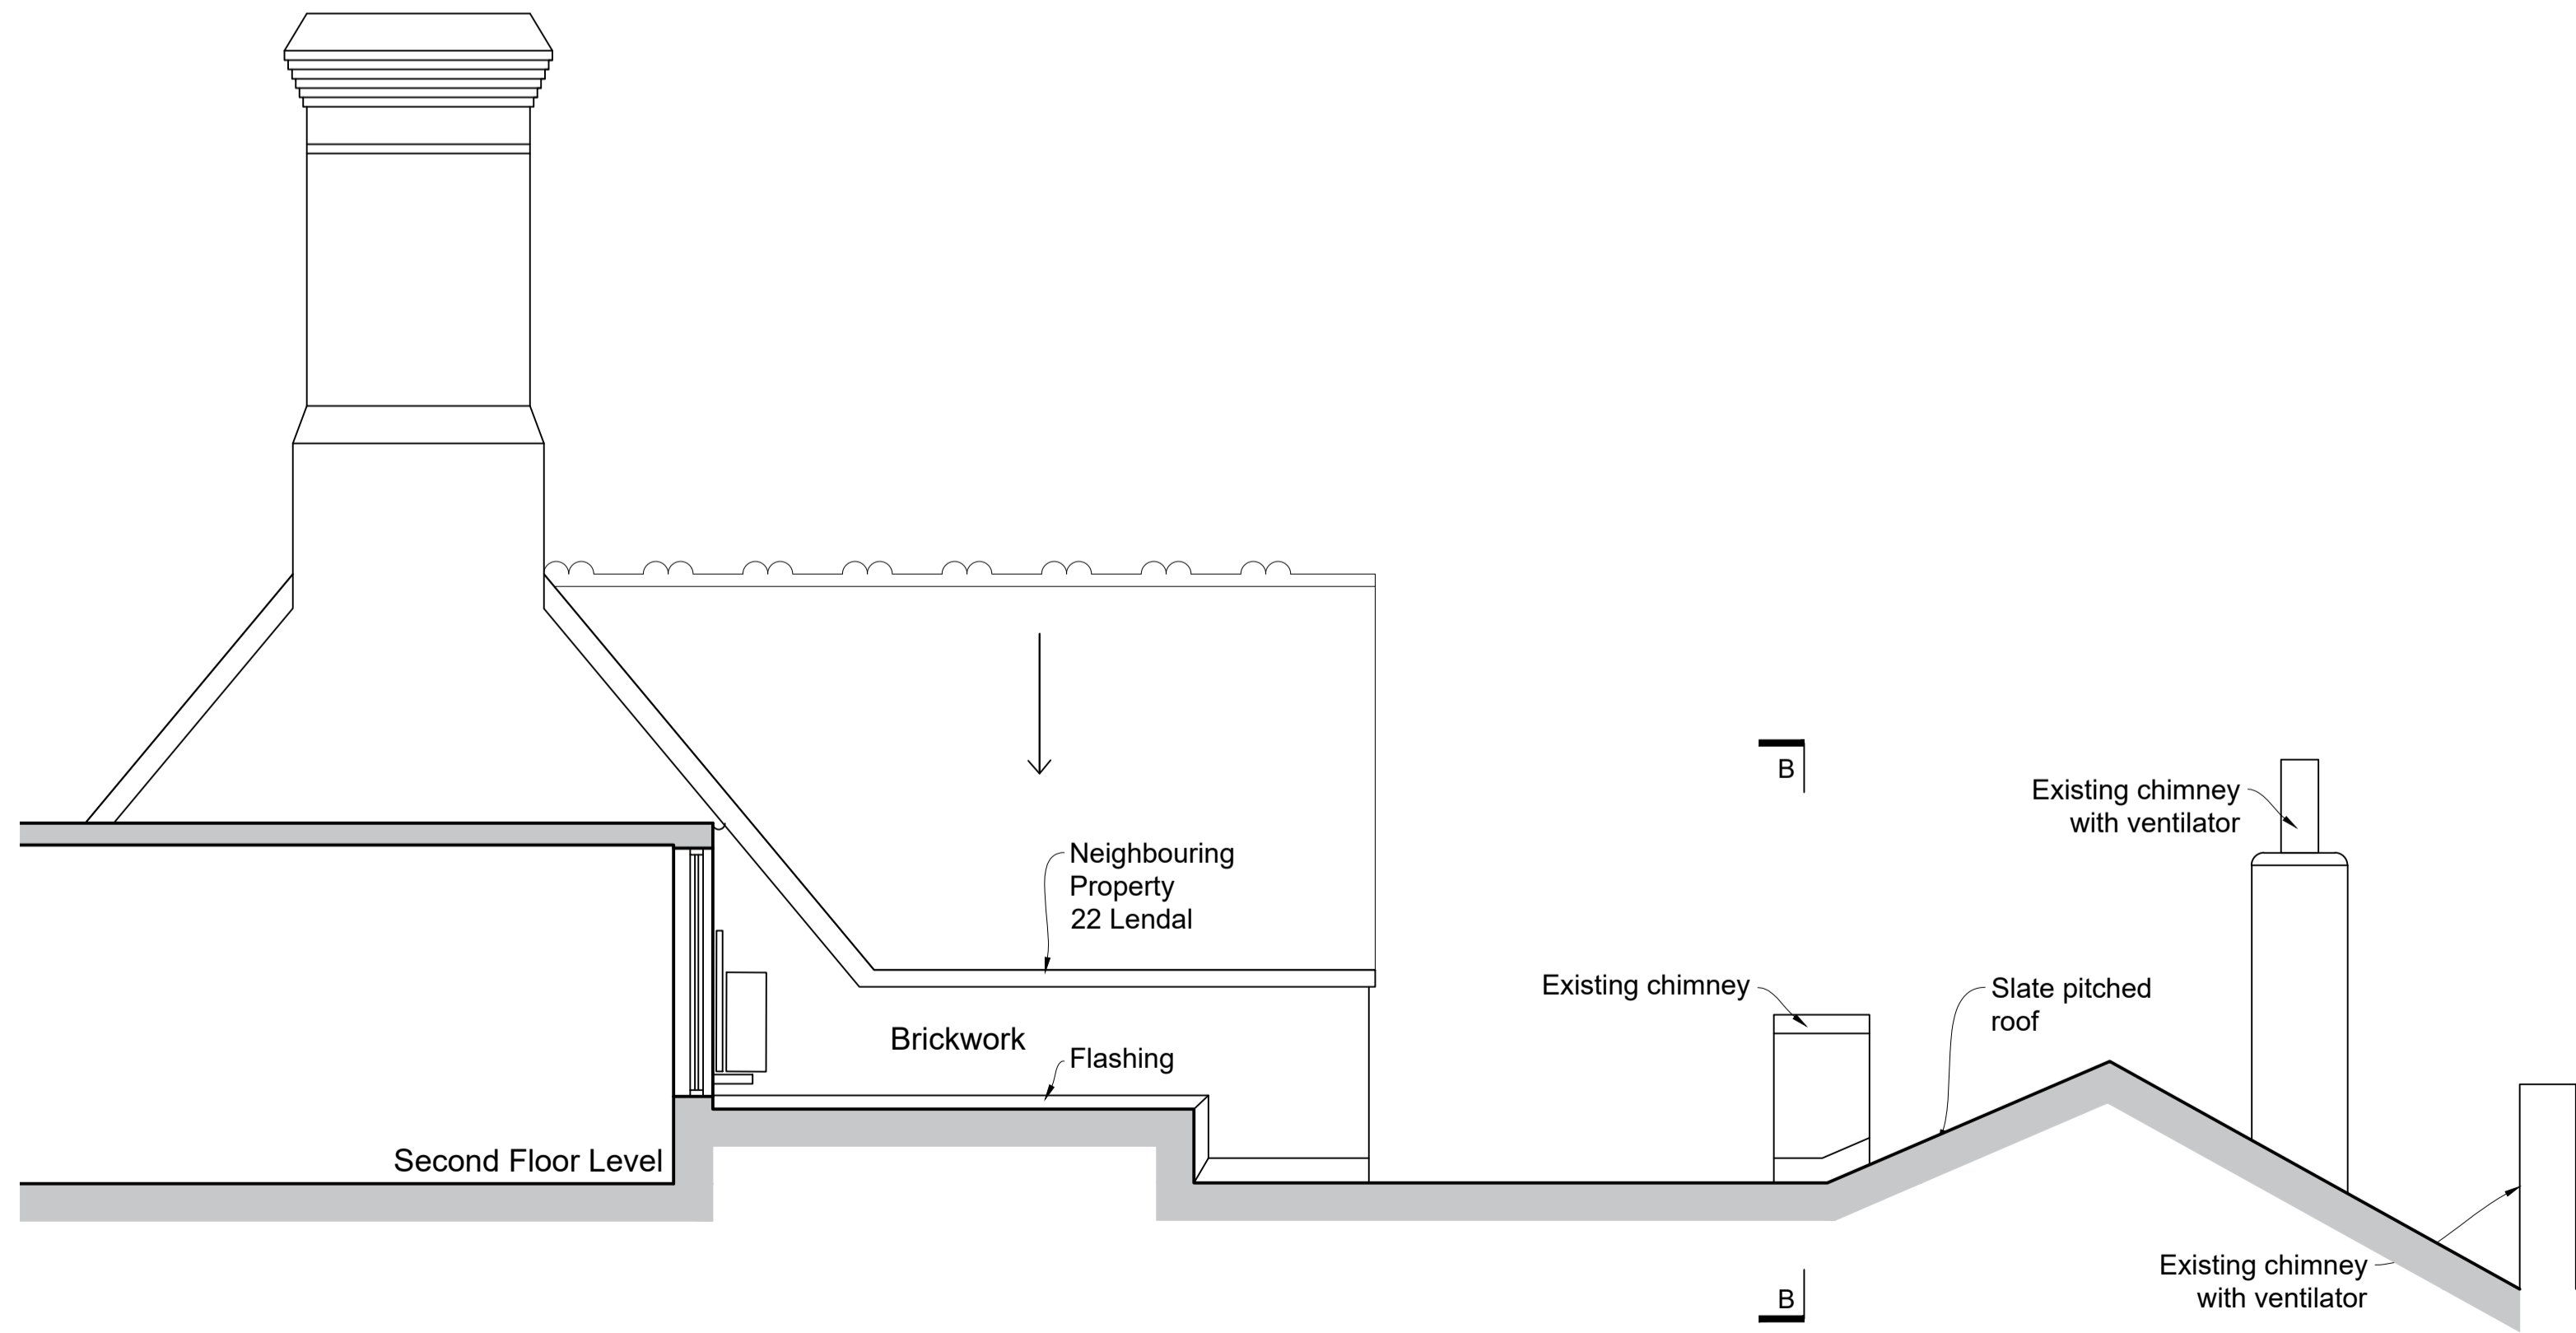 B
Existing chimney
with ventilator
Neighbouring
Property
22 Lendal
Existing chimney
Slate pitched
roof
Brickwork
Flashing
Second Floor Level
Existing chimney
with ventilator
B